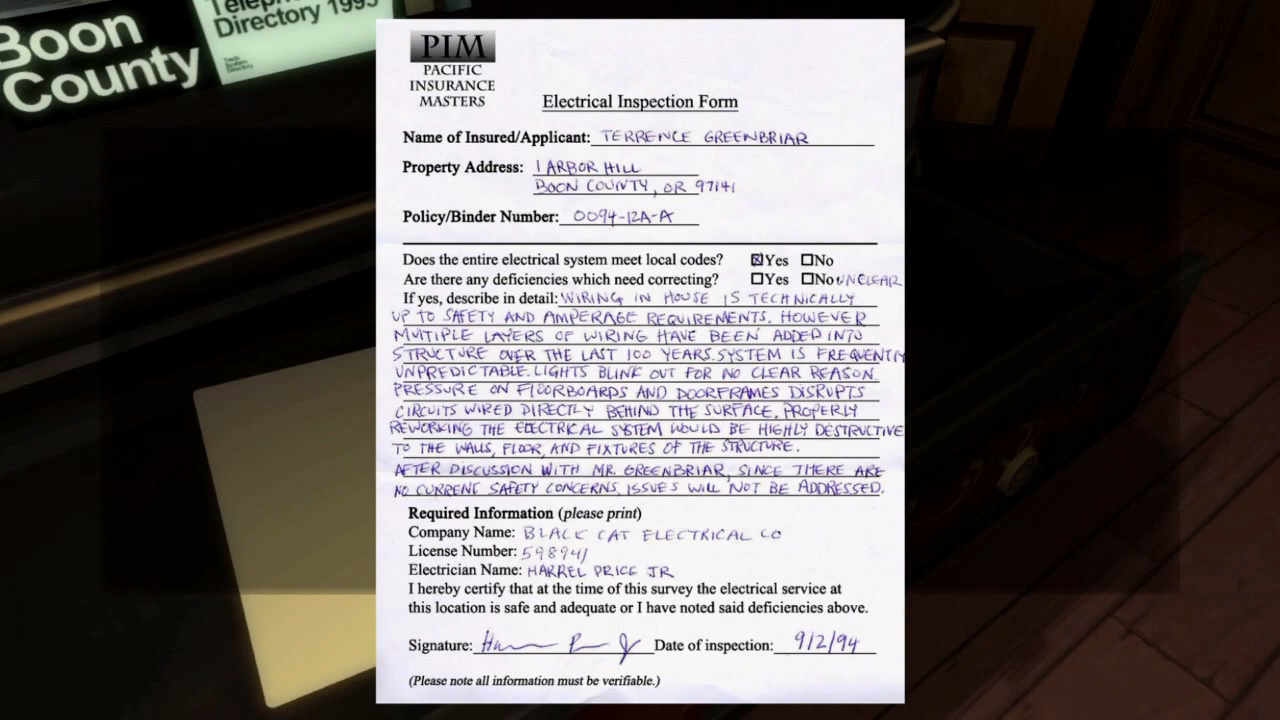 Boon
County
Telep
Directory 1995
PIM
PACIFIC
INSURANCE
MASTERS
Electrical Inspection Form
Name of Insured/Applicant: TERRENCE GREENBRIAR
Property Address: 1 ARBOR HILL
BOON COUNTY, OR 97141
Policy/Binder Number: 0094-12A-A
Does the entire electrical system meet local codes? ☒Yes ☐No
Are there any deficiencies which need correcting? ☐Yes ☐No UNCLEAR
If yes, describe in detail: WIRING IN HOUSE IS TECHNICALLY
UP TO SAFETY AND AMPERAGE REQUIREMENTS. HOWEVER
MULTIPLE LAYERS OF WIRING HAVE BEEN ADDED INTO
STRUCTURE OVER THE LAST 100 YEARS. SYSTEM IS FREQUENTLY
UNPREDICTABLE. LIGHTS BLINK OUT FOR NO CLEAR REASON.
PRESSURE ON FLOORBOARDS AND DOORFRAMES DISRUPTS
CIRCUITS WIRED DIRECTLY BEHIND THE SURFACE. PROPERLY
REWORKING THE ELECTRICAL SYSTEM WOULD BE HIGHLY DESTRUCTIVE
TO THE WALLS, FLOOR, AND FIXTURES OF THE STRUCTURE.
AFTER DISCUSSION WITH MR. GREENBRIAR, SINCE THERE ARE
NO CURRENT SAFETY CONCERNS, ISSUES WILL NOT BE ADDRESSED.
Required Information (please print)
Company Name: BLACK CAT ELECTRICAL CO
License Number: 598941
Electrician Name: HARREL PRICE JR
I hereby certify that at the time of this survey the electrical service at
this location is safe and adequate or I have noted said deficiencies above.
Signature: Date of inspection: 9/2/94
(Please note all information must be verifiable.)